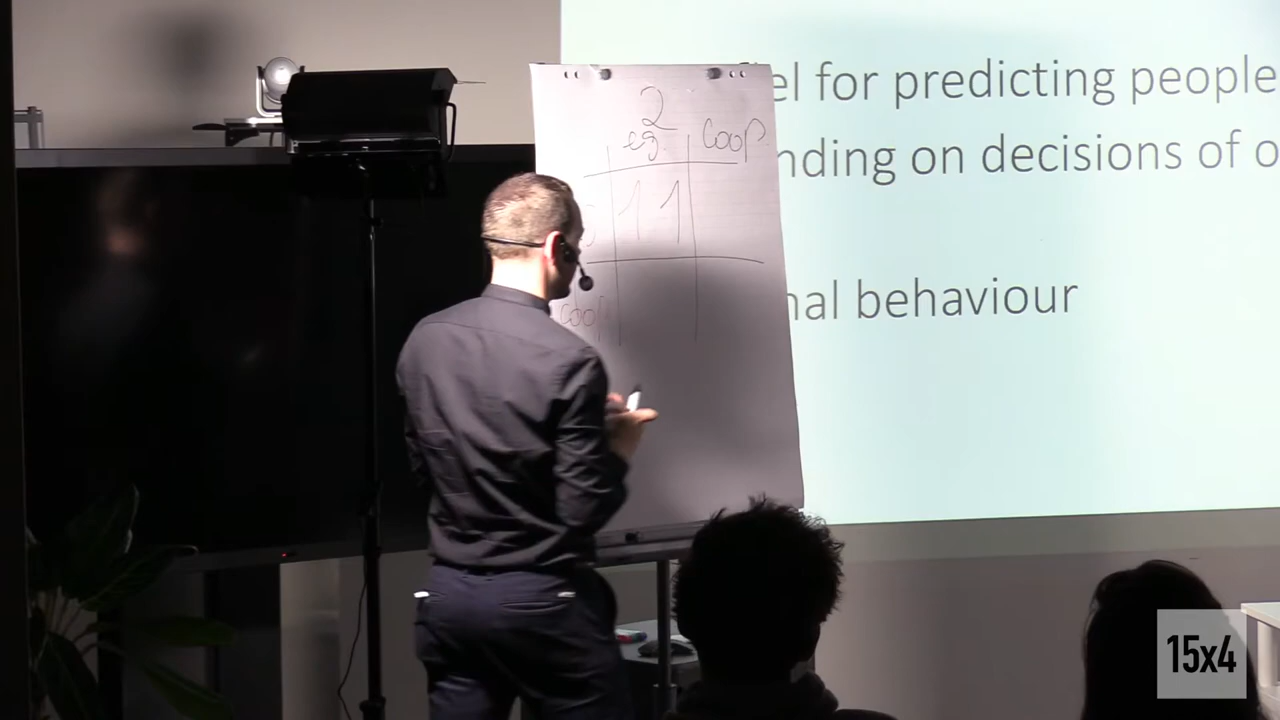 2
eg. coop.
1 1
coop
el for predicting people
nding on decisions of o
nal behaviour
15x4